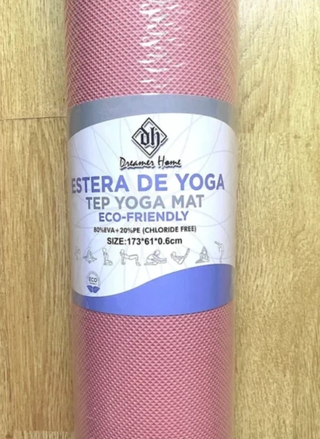 dh
Dreamer Home
ESTERA DE YOGA
TEP YOGA MAT
ECO-FRIENDLY
80%EVA+20%PE (CHLORIDE FREE)
SIZE:173*61*0.6cm
ECO